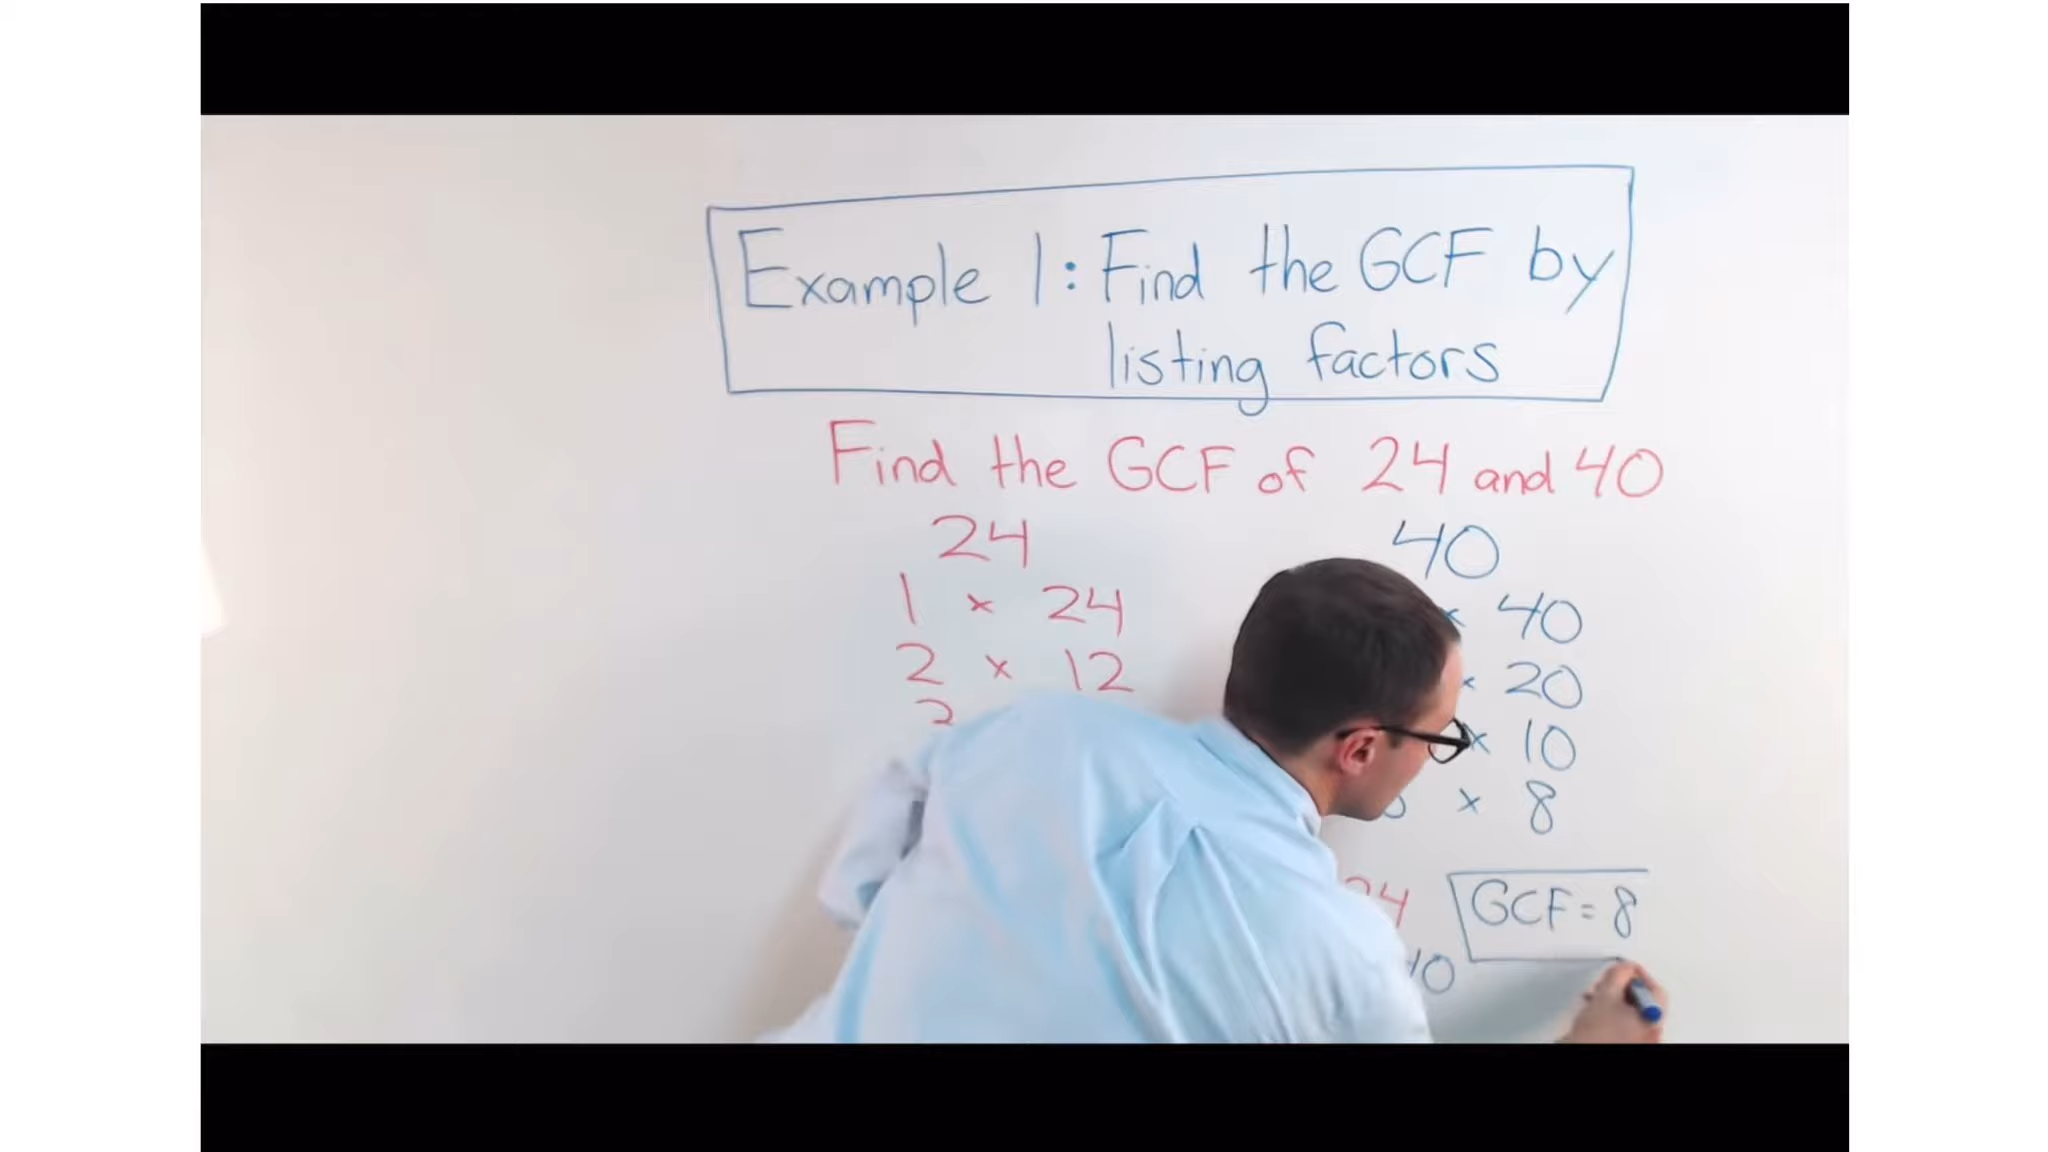 Example 1: Find the GCF by
listing factors
Find the GCF of 24 and 40
24
1 x 24
2 x 12
40
x 40
x 20
x 10
x 8
24
GCF = 8